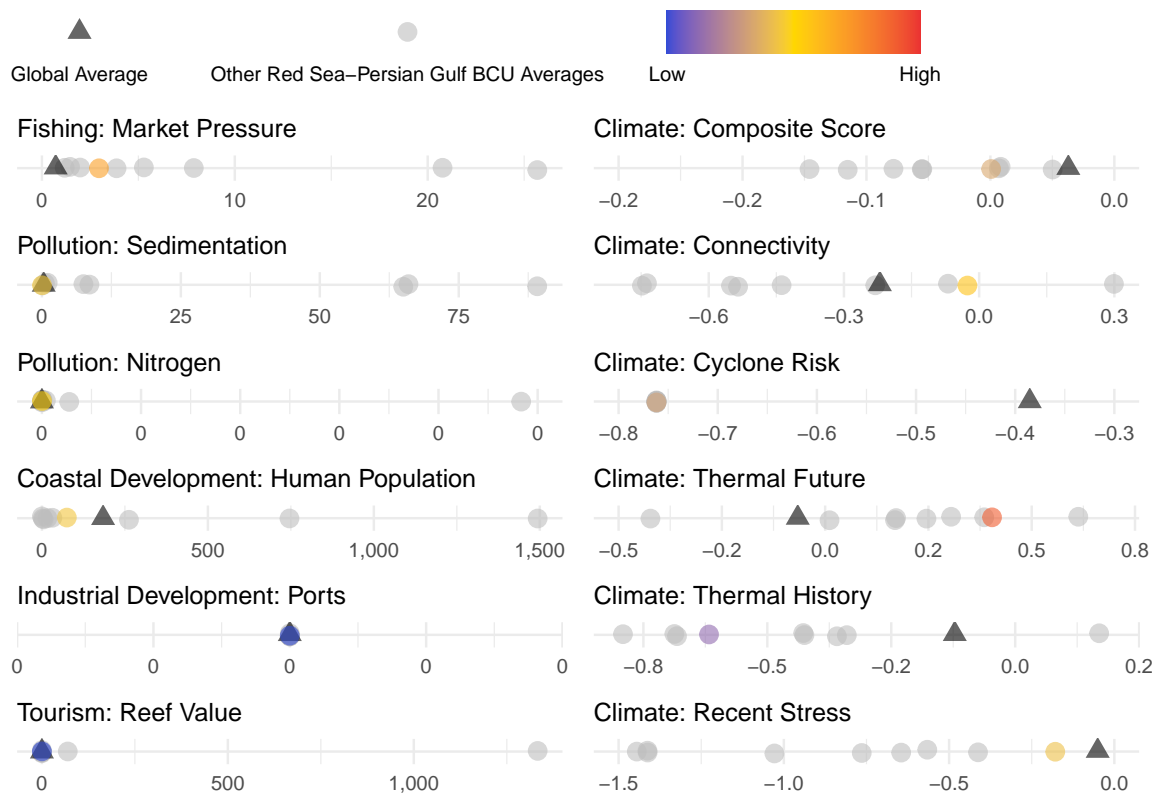 Global Average
Other Red Sea−Persian Gulf BCU Averages
Low
High
Fishing: Market Pressure
0 10 20
Pollution: Sedimentation
0 25 50 75
Pollution: Nitrogen
0 0 0 0 0 0
Coastal Development: Human Population
0 500 1,000 1,500
Industrial Development: Ports
0 0 0 0 0
Tourism: Reef Value
0 500 1,000
Climate: Composite Score
−0.2 −0.2 −0.1 0.0 0.0
Climate: Connectivity
−0.6 −0.3 0.0 0.3
Climate: Cyclone Risk
−0.8 −0.7 −0.6 −0.5 −0.4 −0.3
Climate: Thermal Future
−0.5 −0.2 0.0 0.2 0.5 0.8
Climate: Thermal History
−0.8 −0.5 −0.2 0.0 0.2
Climate: Recent Stress
−1.5 −1.0 −0.5 0.0